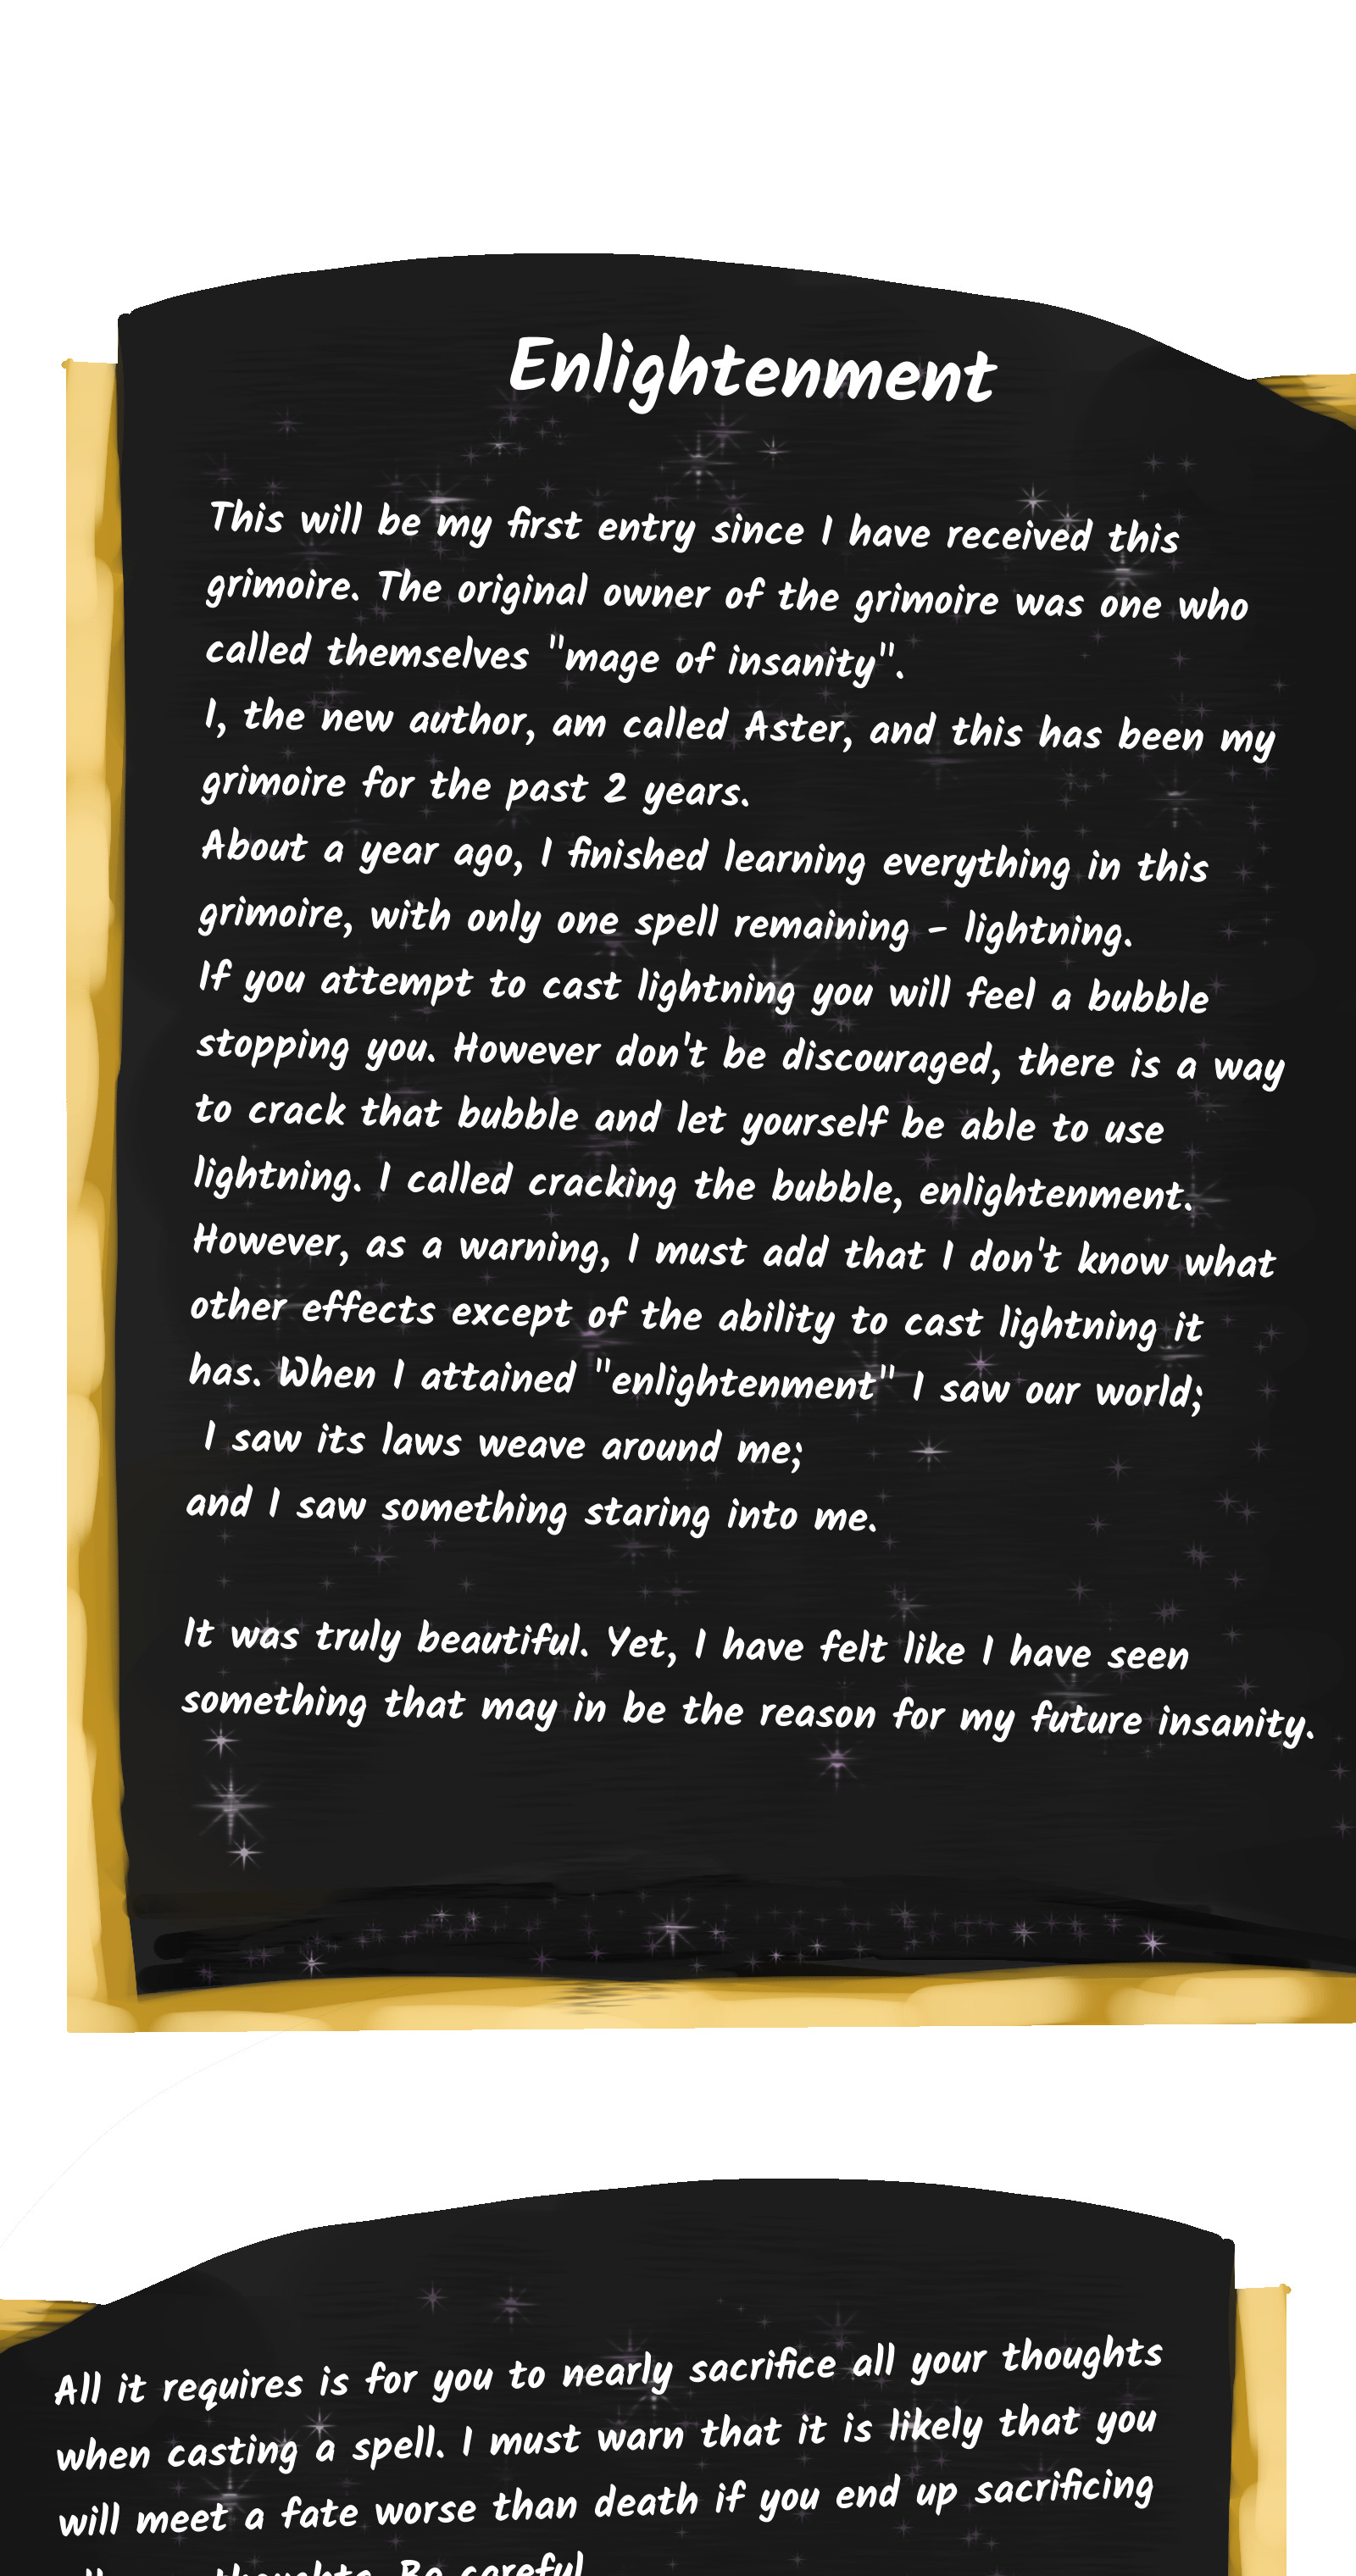 Enlightenment
This will be my first entry since I have received this
grimoire. The original owner of the grimoire was one who
called themselves "mage of insanity".
I, the new author, am called Aster, and this has been my
grimoire for the past 2 years.
About a year ago, I finished learning everything in this
grimoire, with only one spell remaining - lightning.
If you attempt to cast lightning you will feel a bubble
stopping you. However don't be discouraged, there is a way
to crack that bubble and let yourself be able to use
lightning. I called cracking the bubble, enlightenment.
However, as a warning, I must add that I don't know what
other effects except of the ability to cast lightning it
has. When I attained "enlightenment" I saw our world;
I saw its laws weave around me;
and I saw something staring into me.
It was truly beautiful. Yet, I have felt like I have seen
something that may in be the reason for my future insanity.
All it requires is for you to nearly sacrifice all your thoughts
when casting a spell. I must warn that it is likely that you
will meet a fate worse than death if you end up sacrificing
thoughts. Be careful